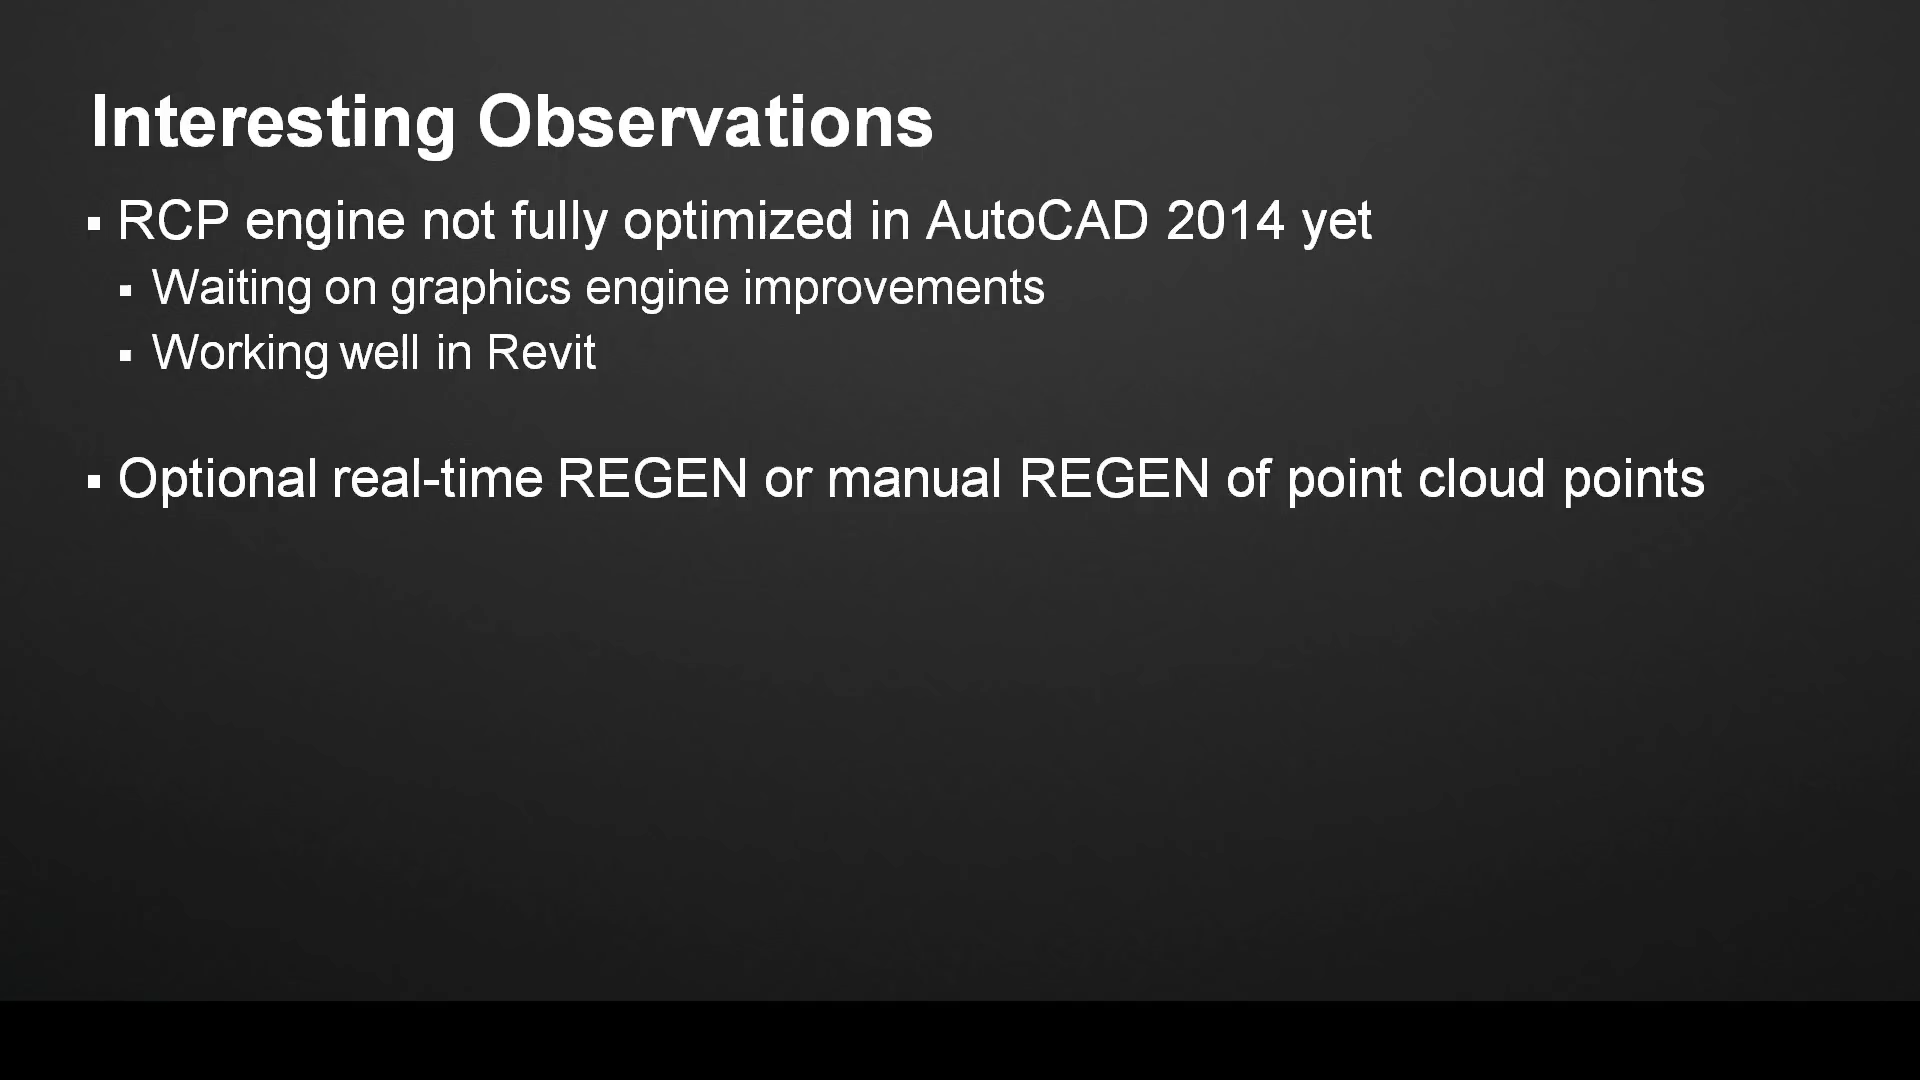 Interesting Observations
▪ RCP engine not fully optimized in AutoCAD 2014 yet
▪ Waiting on graphics engine improvements
▪ Working well in Revit
▪ Optional real-time REGEN or manual REGEN of point cloud points